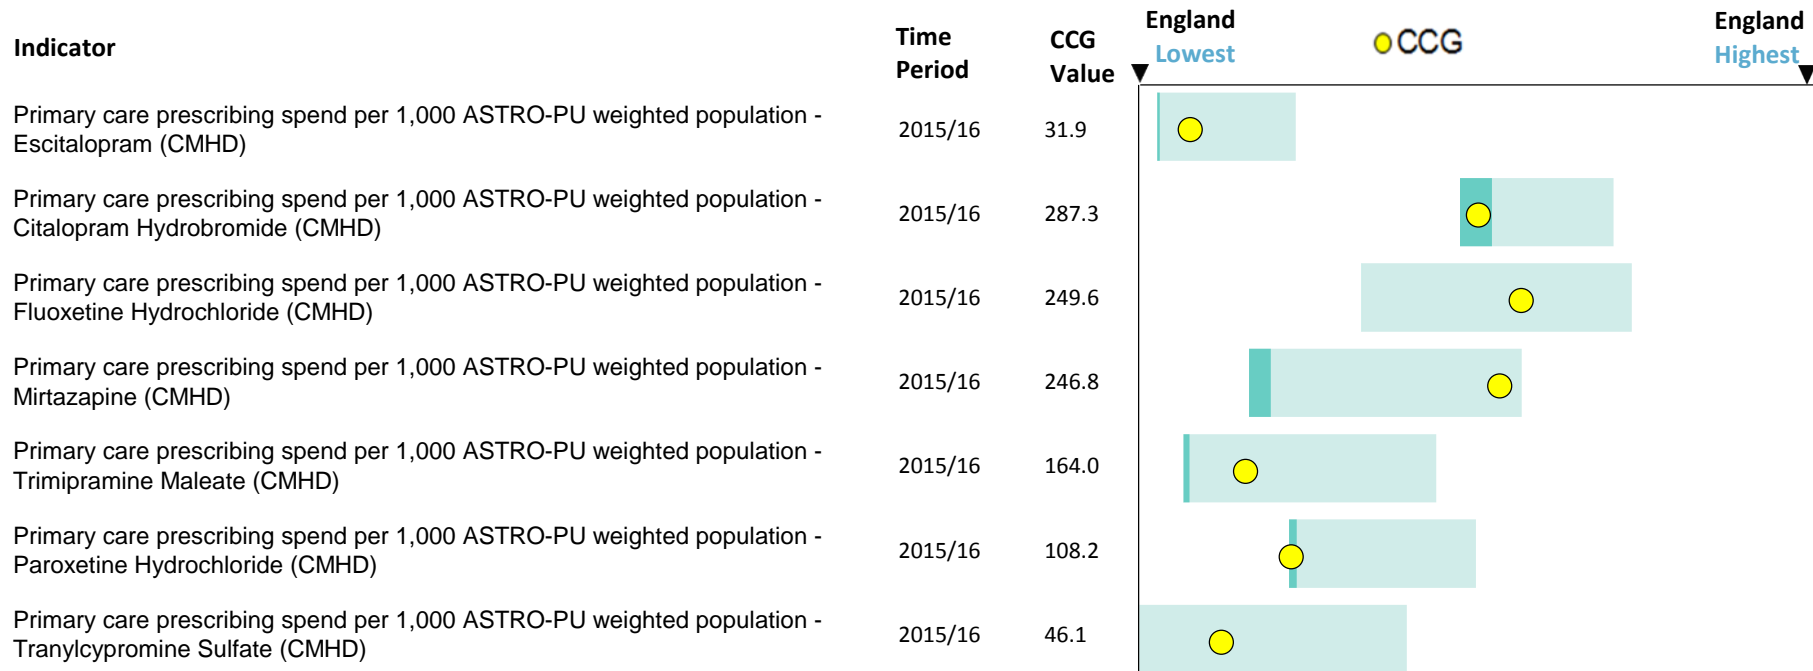 Indicator
Time
Period
CCG
Value
England
Lowest
CCG
England
Highest
Primary care prescribing spend per 1,000 ASTRO-PU weighted population -
Escitalopram (CMHD)
2015/16
31.9
Primary care prescribing spend per 1,000 ASTRO-PU weighted population -
Citalopram Hydrobromide (CMHD)
2015/16
287.3
Primary care prescribing spend per 1,000 ASTRO-PU weighted population -
Fluoxetine Hydrochloride (CMHD)
2015/16
249.6
Primary care prescribing spend per 1,000 ASTRO-PU weighted population -
Mirtazapine (CMHD)
2015/16
246.8
Primary care prescribing spend per 1,000 ASTRO-PU weighted population -
Trimipramine Maleate (CMHD)
2015/16
164.0
Primary care prescribing spend per 1,000 ASTRO-PU weighted population -
Paroxetine Hydrochloride (CMHD)
2015/16
108.2
Primary care prescribing spend per 1,000 ASTRO-PU weighted population -
Tranylcypromine Sulfate (CMHD)
2015/16
46.1